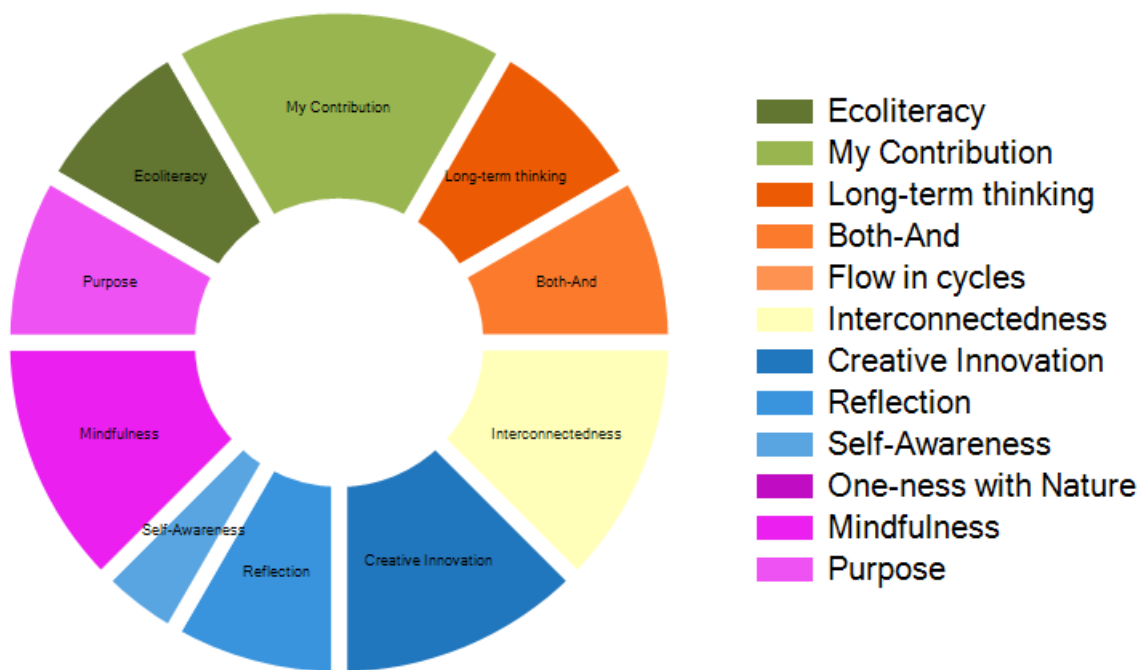 My Contribution
Ecoliteracy
Long-term thinking
Purpose
Both-And
Mindfulness
Interconnectedness
Self-Awareness
Reflection
Creative Innovation
Ecoliteracy
My Contribution
Long-term thinking
Both-And
Flow in cycles
Interconnectedness
Creative Innovation
Reflection
Self-Awareness
One-ness with Nature
Mindfulness
Purpose